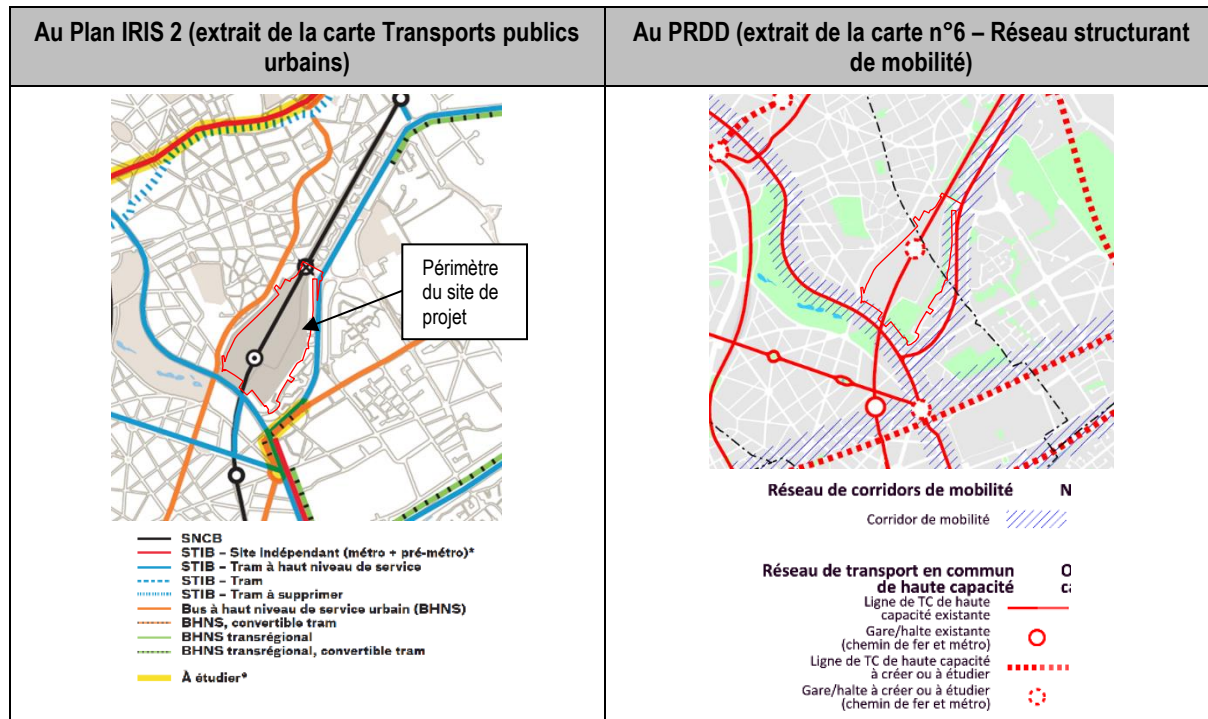 Au Plan IRIS 2 (extrait de la carte Transports publics
urbains)
Au PRDD (extrait de la carte n°6 – Réseau structurant
de mobilité)
Périmètre
du site de
projet
SNCB
STIB – Site Indépendant (métro + pré-métro)*
STIB – Tram à haut niveau de service
STIB – Tram
STIB – Tram à supprimer
Bus à haut niveau de service urbain (BHNS)
BHNS, convertible tram
BHNS transrégional
BHNS transrégional, convertible tram
À étudier*
Réseau de corridors de mobilité N
Corridor de mobilité
Réseau de transport en commun
de haute capacité
Ligne de TC de haute
capacité existante
Gare/halte existante
(chemin de fer et métro)
Ligne de TC de haute capacité
à créer ou à étudier
Gare/halte à créer ou à étudier
(chemin de fer et métro)